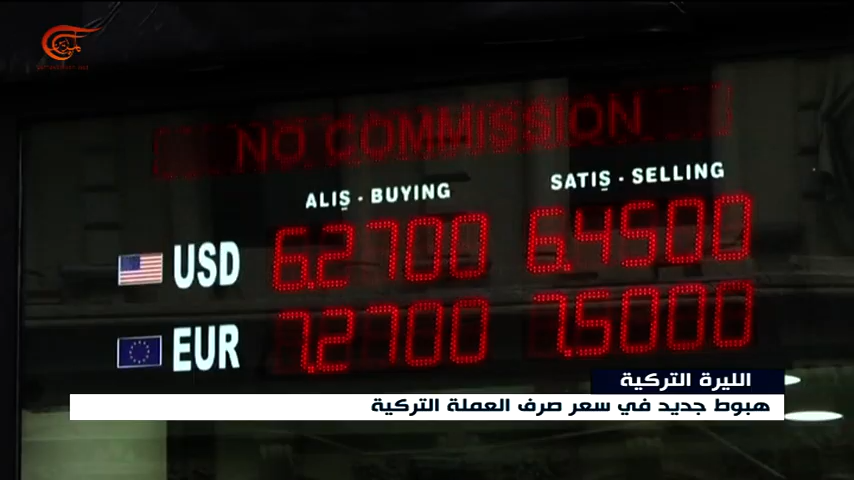 NO COMMISSION
ALIŞ - BUYING SATIŞ - SELLING
USD 6.2700 6.4500
EUR 7.2700 7.5000
الليرة التركية
هبوط جديد في سعر صرف العملة التركية